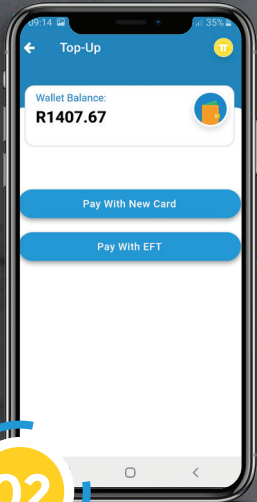 09:14 35%
Top-Up
Wallet Balance:
R1407.67
Pay With New Card
Pay With EFT
02